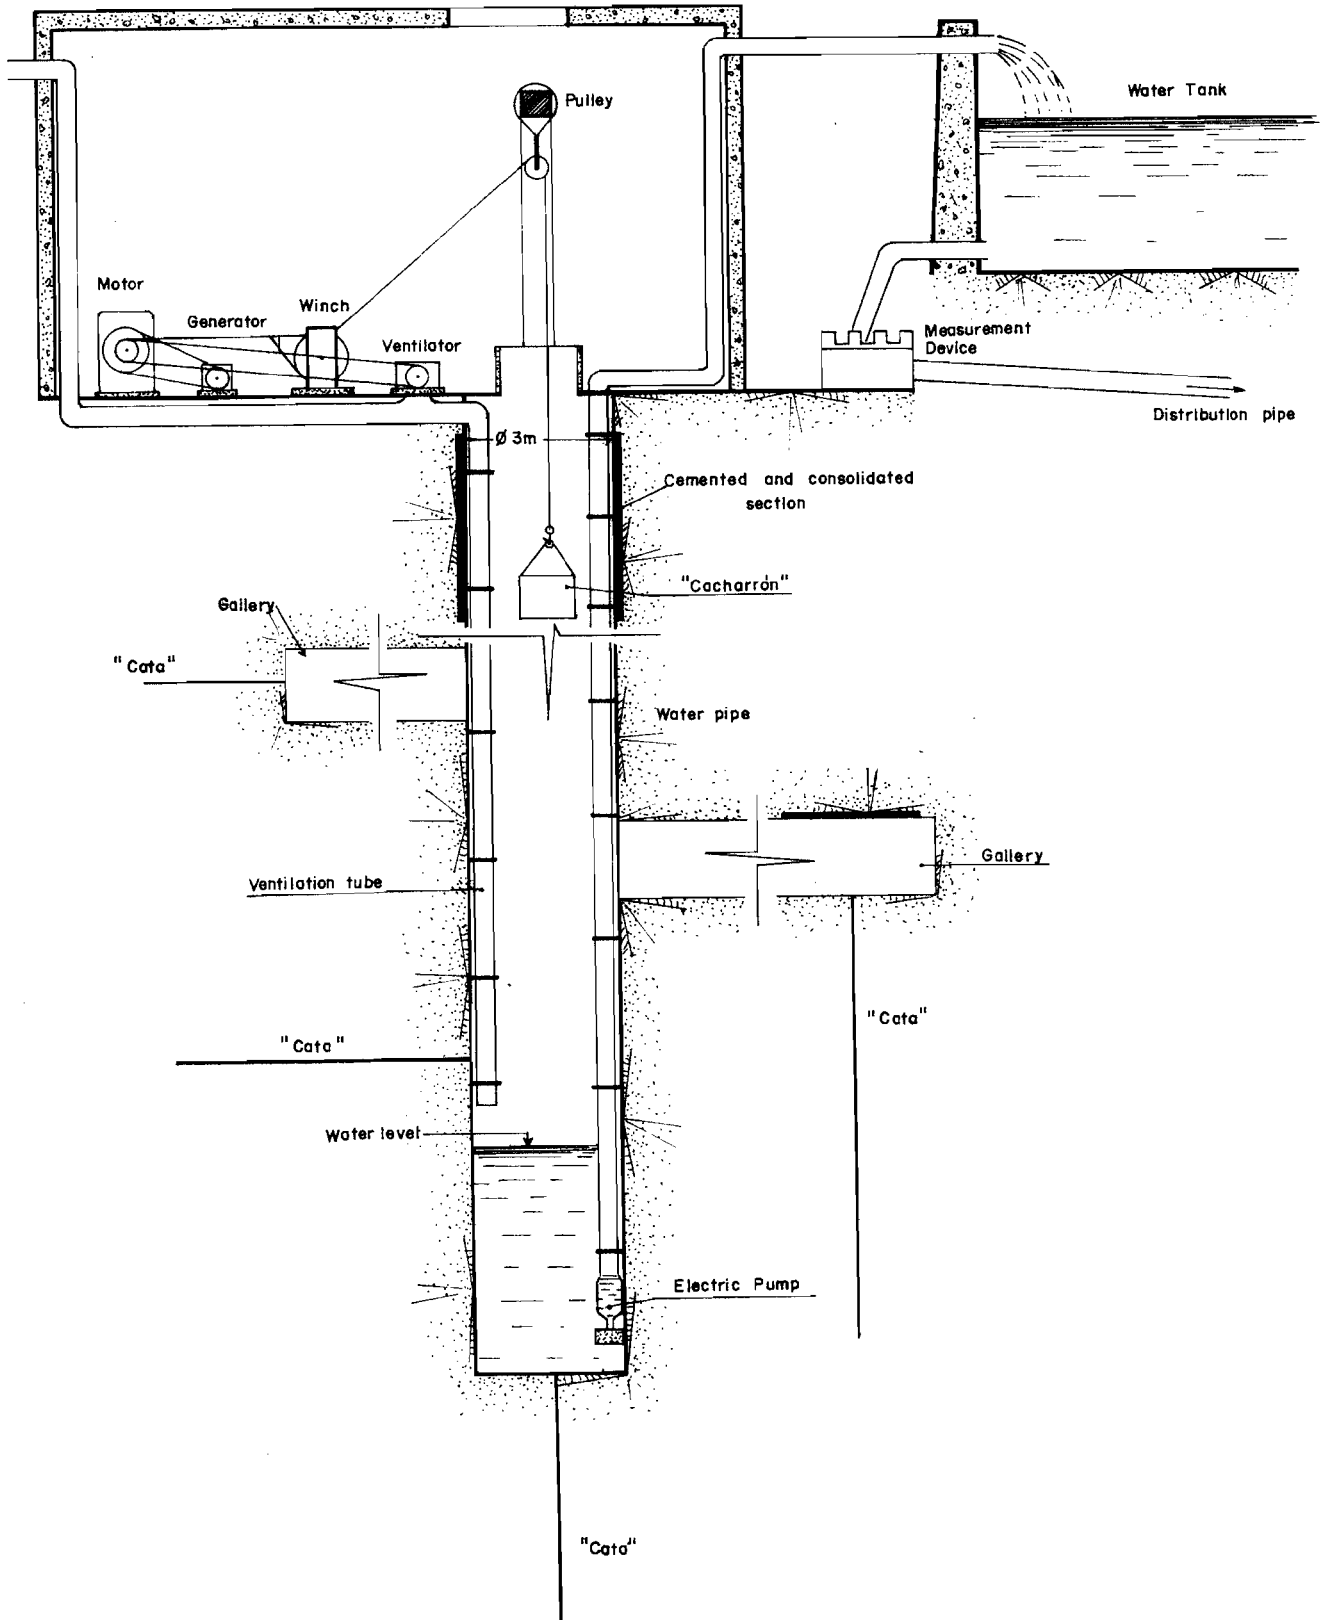 Pulley
Water Tank
Motor
Generator
Winch
Ventilator
Measurement
Device
Distribution pipe
Ø 3m
Cemented and consolidated
section
"Cacharrón"
Gallery
"Cata"
Water pipe
Gallery
Ventilation tube
"Cata"
"Cata"
Water level
Electric Pump
"Cata"